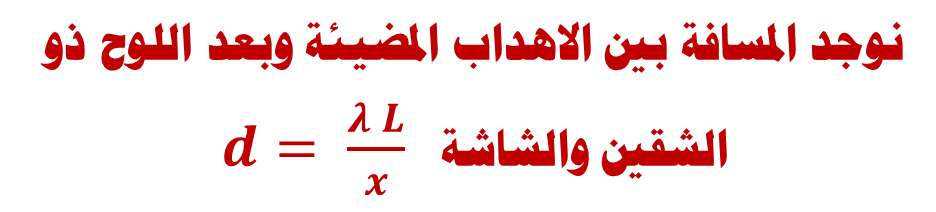 نوجد المسافة بين الاهداب المضيئة وبعد اللوح ذو
الشقين والشاشة d = λ L / x